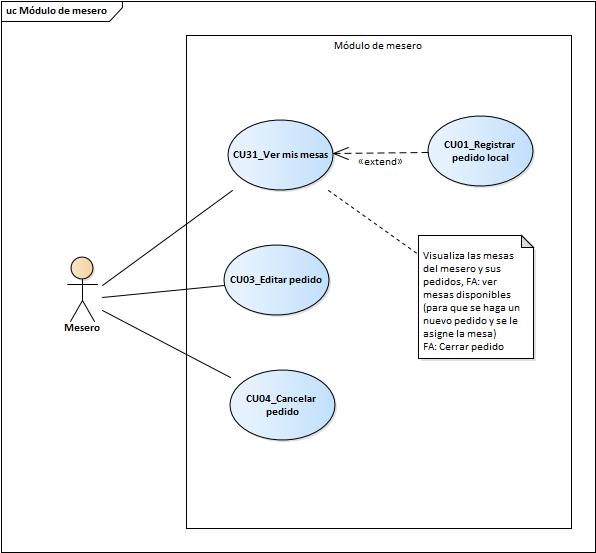 uc Módulo de mesero
Módulo de mesero
CU31_Ver mis mesas
«extend»
CU01_Registrar
pedido local
Visualiza las mesas
del mesero y sus
pedidos, FA: ver
mesas disponibles
(para que se haga un
nuevo pedido y se le
asigne la mesa)
FA: Cerrar pedido
CU03_Editar pedido
Mesero
CU04_Cancelar
pedido